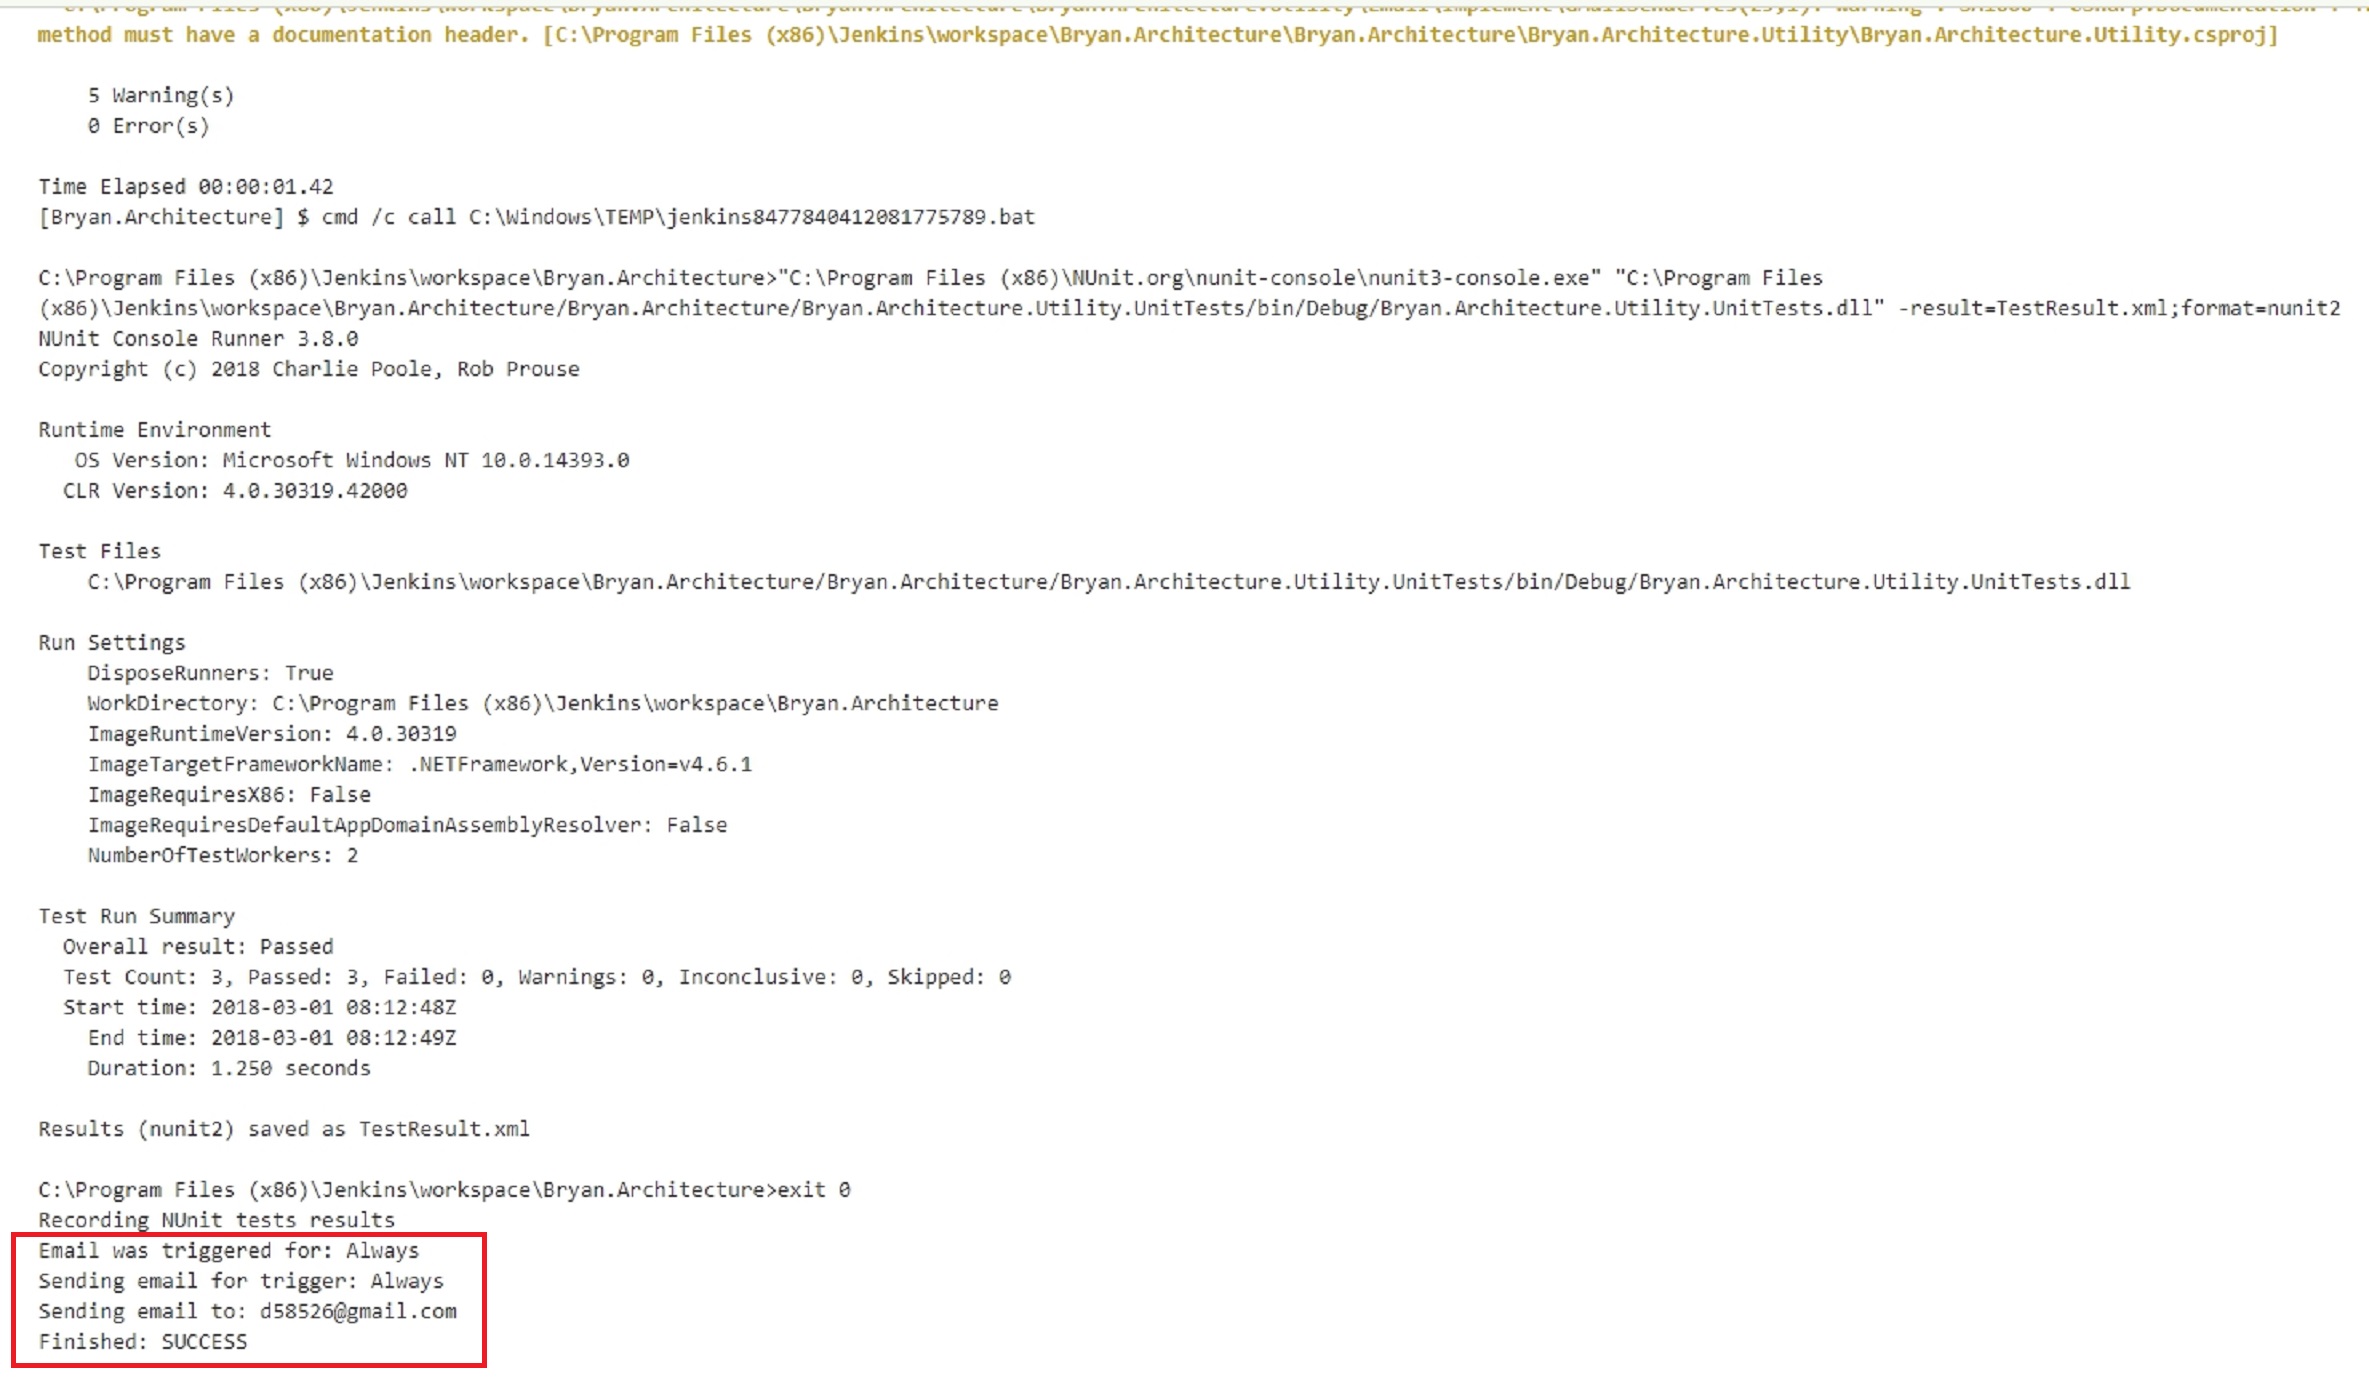 method must have a documentation header. [C:\Program Files (x86)\Jenkins\workspace\Bryan.Architecture\Bryan.Architecture\Bryan.Architecture.Utility\Bryan.Architecture.Utility.csproj]
5 Warning(s)
0 Error(s)
Time Elapsed 00:00:01.42
[Bryan.Architecture] $ cmd /c call C:\Windows\TEMP\jenkins8477840412081775789.bat
C:\Program Files (x86)\Jenkins\workspace\Bryan.Architecture>"C:\Program Files (x86)\NUnit.org\nunit-console\nunit3-console.exe" "C:\Program Files
(x86)\Jenkins\workspace\Bryan.Architecture/Bryan.Architecture/Bryan.Architecture.Utility.UnitTests/bin/Debug/Bryan.Architecture.Utility.UnitTests.dll" -result=TestResult.xml;format=nunit2
NUnit Console Runner 3.8.0
Copyright (c) 2018 Charlie Poole, Rob Prouse
Runtime Environment
OS Version: Microsoft Windows NT 10.0.14393.0
CLR Version: 4.0.30319.42000
Test Files
C:\Program Files (x86)\Jenkins\workspace\Bryan.Architecture/Bryan.Architecture/Bryan.Architecture.Utility.UnitTests/bin/Debug/Bryan.Architecture.Utility.UnitTests.dll
Run Settings
DisposeRunners: True
WorkDirectory: C:\Program Files (x86)\Jenkins\workspace\Bryan.Architecture
ImageRuntimeVersion: 4.0.30319
ImageTargetFrameworkName: .NETFramework,Version=v4.6.1
ImageRequiresX86: False
ImageRequiresDefaultAppDomainAssemblyResolver: False
NumberOfTestWorkers: 2
Test Run Summary
Overall result: Passed
Test Count: 3, Passed: 3, Failed: 0, Warnings: 0, Inconclusive: 0, Skipped: 0
Start time: 2018-03-01 08:12:48Z
End time: 2018-03-01 08:12:49Z
Duration: 1.250 seconds
Results (nunit2) saved as TestResult.xml
C:\Program Files (x86)\Jenkins\workspace\Bryan.Architecture>exit 0
Recording NUnit tests results
Email was triggered for: Always
Sending email for trigger: Always
Sending email to: d58526@gmail.com
Finished: SUCCESS